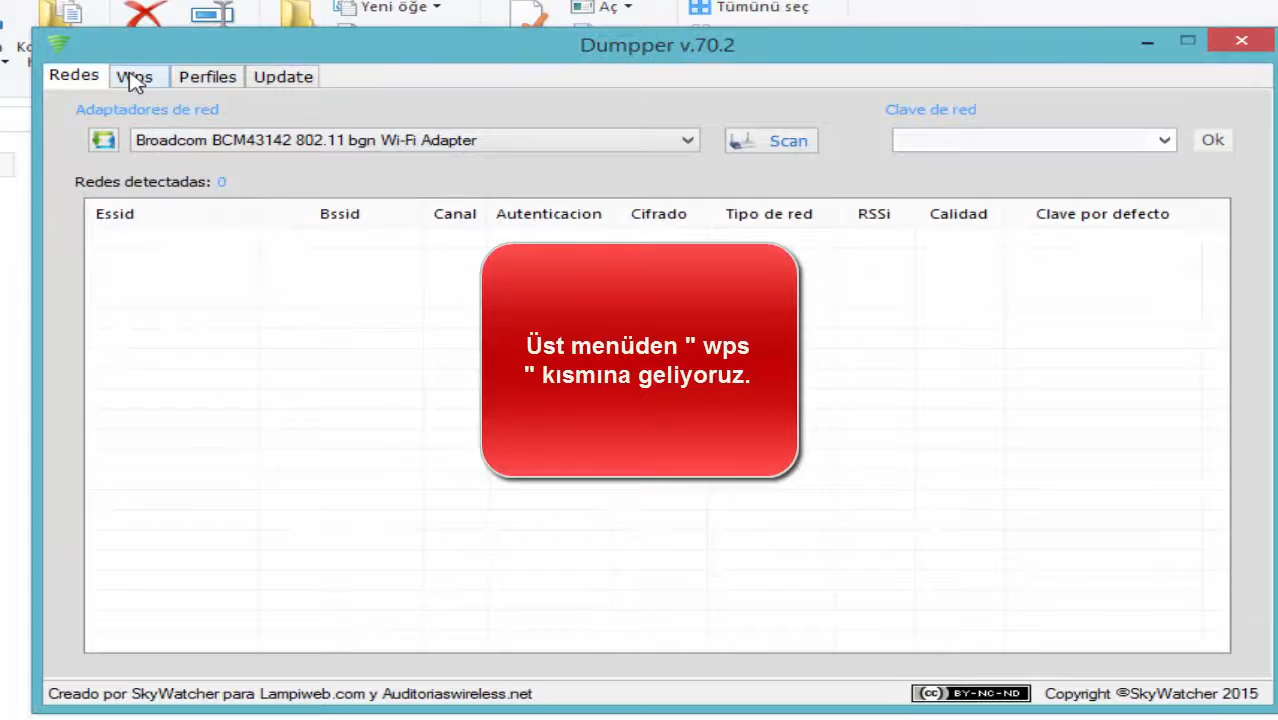 Yeni öğe
Aç
Tümünü seç
Dumpper v.70.2
Redes
Wps
Perfiles
Update
Adaptadores de red
Clave de red
Broadcom BCM43142 802.11 bgn Wi-Fi Adapter
Scan
Ok
Redes detectadas: 0
Essid Bssid Canal Autenticacion Cifrado Tipo de red RSSi Calidad Clave por defecto
Üst menüden " wps
" kısmına geliyoruz.
Creado por SkyWatcher para Lampiweb.com y Auditoriaswireless.net
cc BY-NC-ND
Copyright ©SkyWatcher 2015